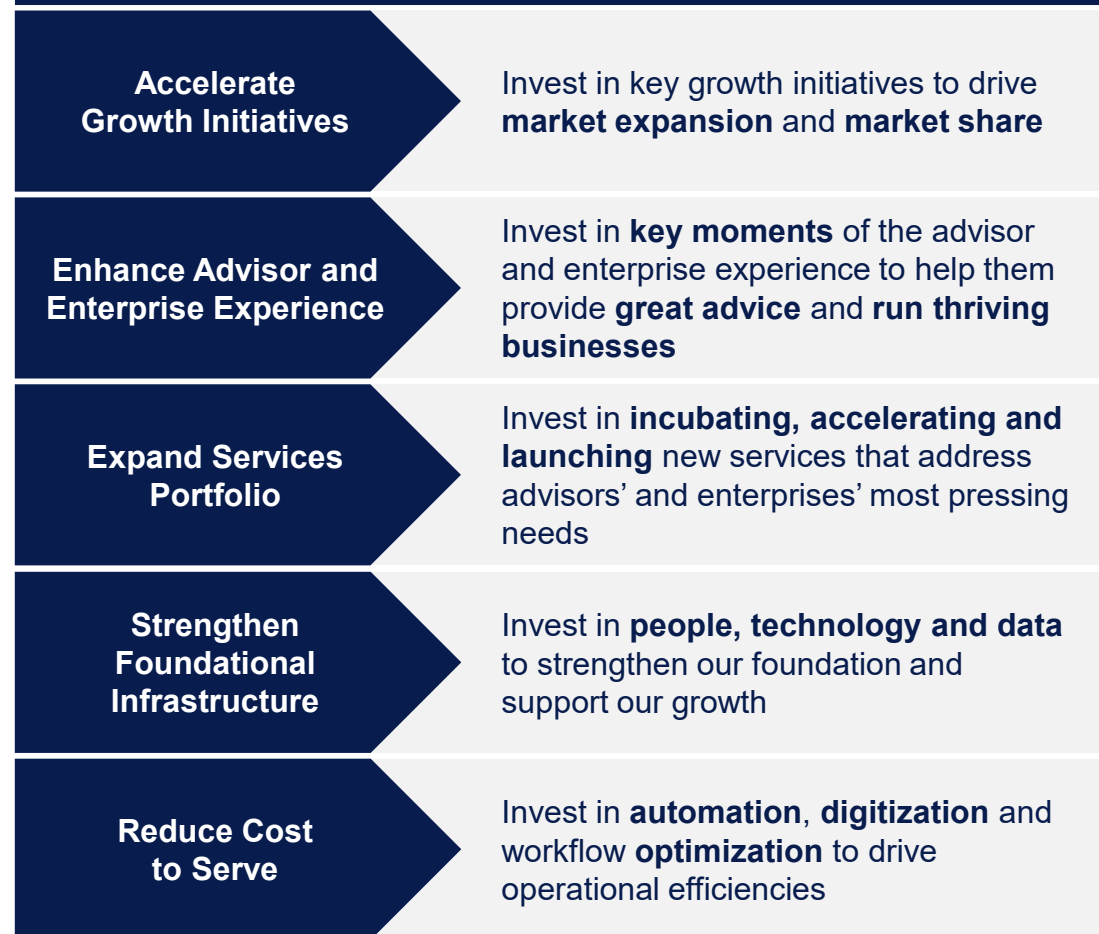 Accelerate
Growth Initiatives
Invest in key growth initiatives to drive
market expansion and market share
Enhance Advisor and
Enterprise Experience
Invest in key moments of the advisor
and enterprise experience to help them
provide great advice and run thriving
businesses
Expand Services
Portfolio
Invest in incubating, accelerating and
launching new services that address
advisors’ and enterprises’ most pressing
needs
Strengthen
Foundational
Infrastructure
Invest in people, technology and data
to strengthen our foundation and
support our growth
Reduce Cost
to Serve
Invest in automation, digitization and
workflow optimization to drive
operational efficiencies